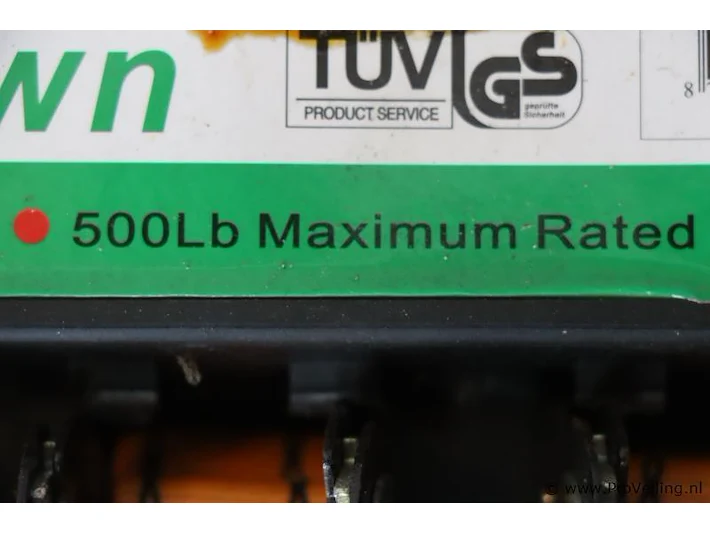 TÜV
PRODUCT SERVICE
GS
geprüfte
Sicherheit
8
wn
500Lb Maximum Rated
© www.ProVeiling.nl